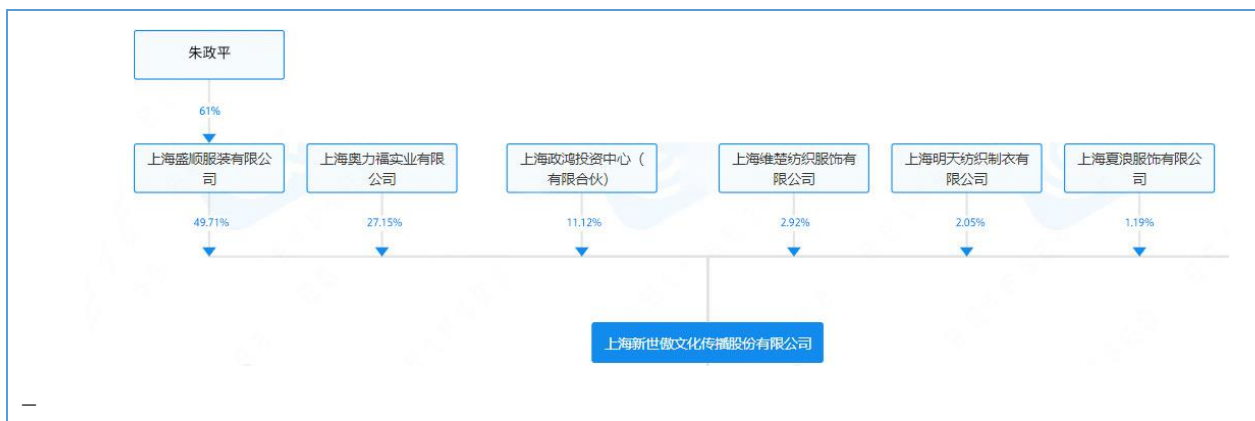 朱政平
61%
上海盛顺服装有限公
司
上海奥力福实业有限
公司
上海政鸿投资中心（
有限合伙）
上海维楚纺织服饰有
限公司
上海明天纺织制衣有
限公司
上海夏浪服饰有限公
司
49.71%
27.15%
11.12%
2.92%
2.05%
1.19%
上海新世傲文化传播股份有限公司
—